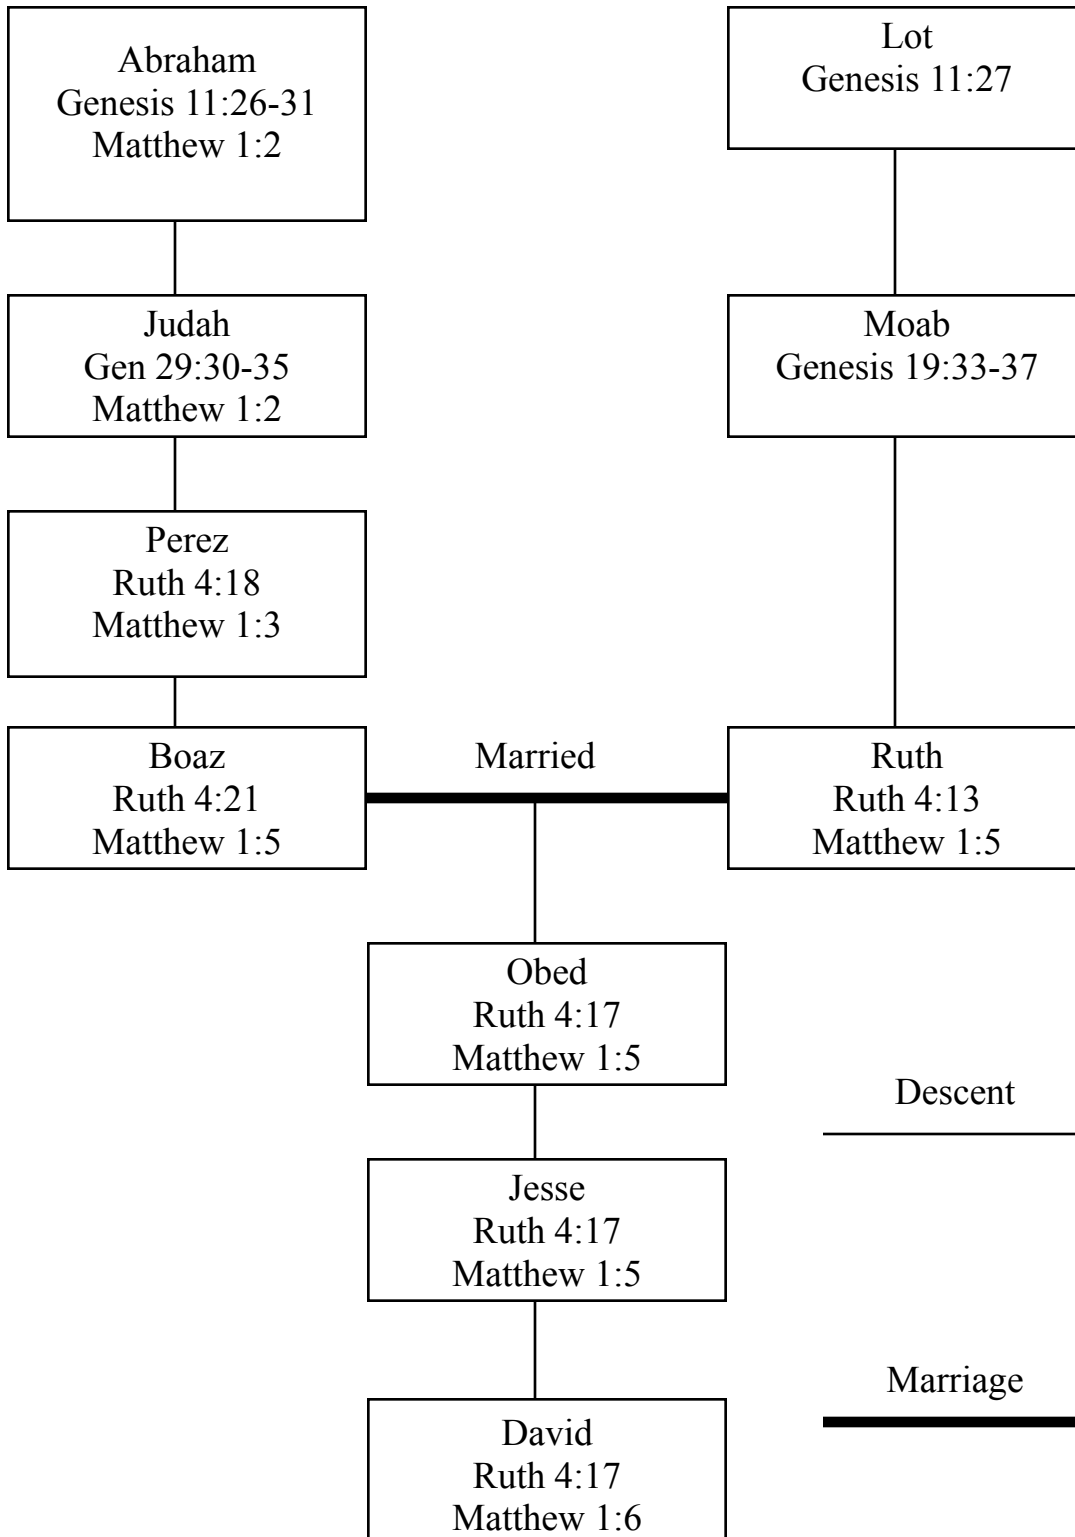 Abraham
Genesis 11:26-31
Matthew 1:2
Lot
Genesis 11:27
Judah
Gen 29:30-35
Matthew 1:2
Moab
Genesis 19:33-37
Perez
Ruth 4:18
Matthew 1:3
Boaz
Ruth 4:21
Matthew 1:5
Married
Ruth
Ruth 4:13
Matthew 1:5
Obed
Ruth 4:17
Matthew 1:5
Descent
Jesse
Ruth 4:17
Matthew 1:5
Marriage
David
Ruth 4:17
Matthew 1:6